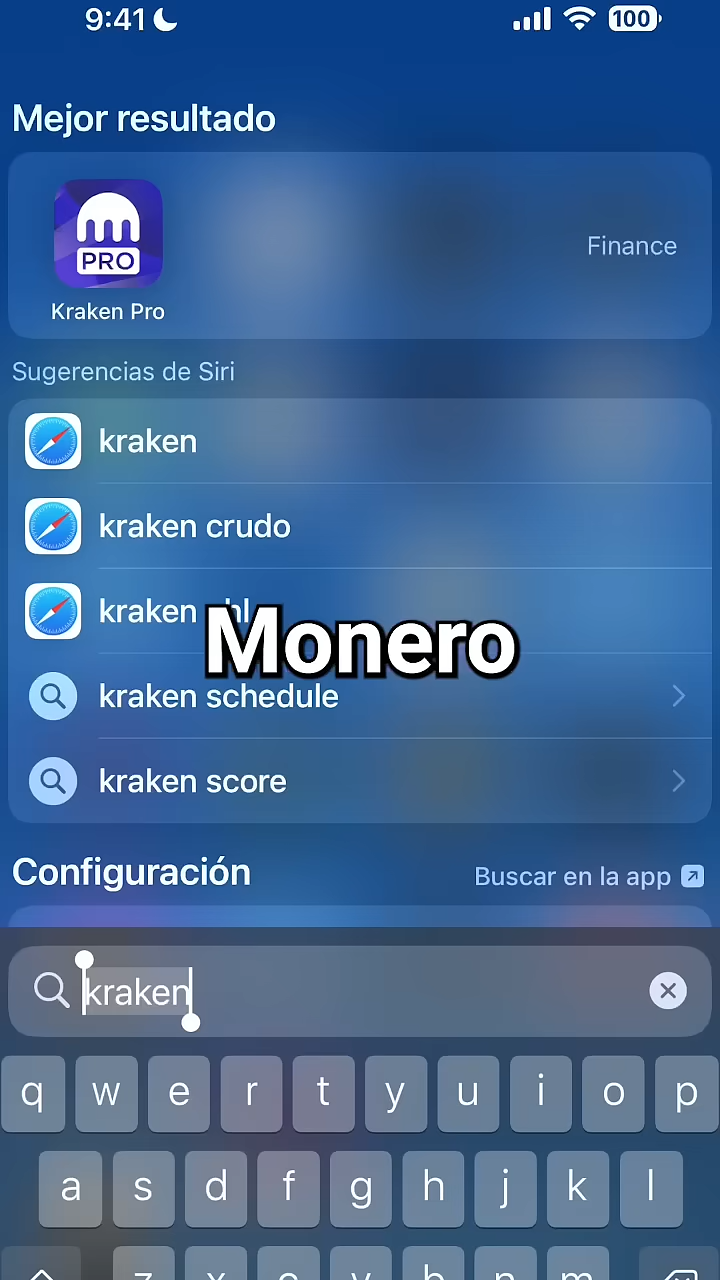 9:41
100
Mejor resultado
PRO
Kraken Pro
Finance
Sugerencias de Siri
kraken
kraken crudo
kraken
Monero
kraken schedule
kraken score
Configuración
Buscar en la app
kraken
q w e r t y u i o p
a s d f g h j k l
z x c v b n m